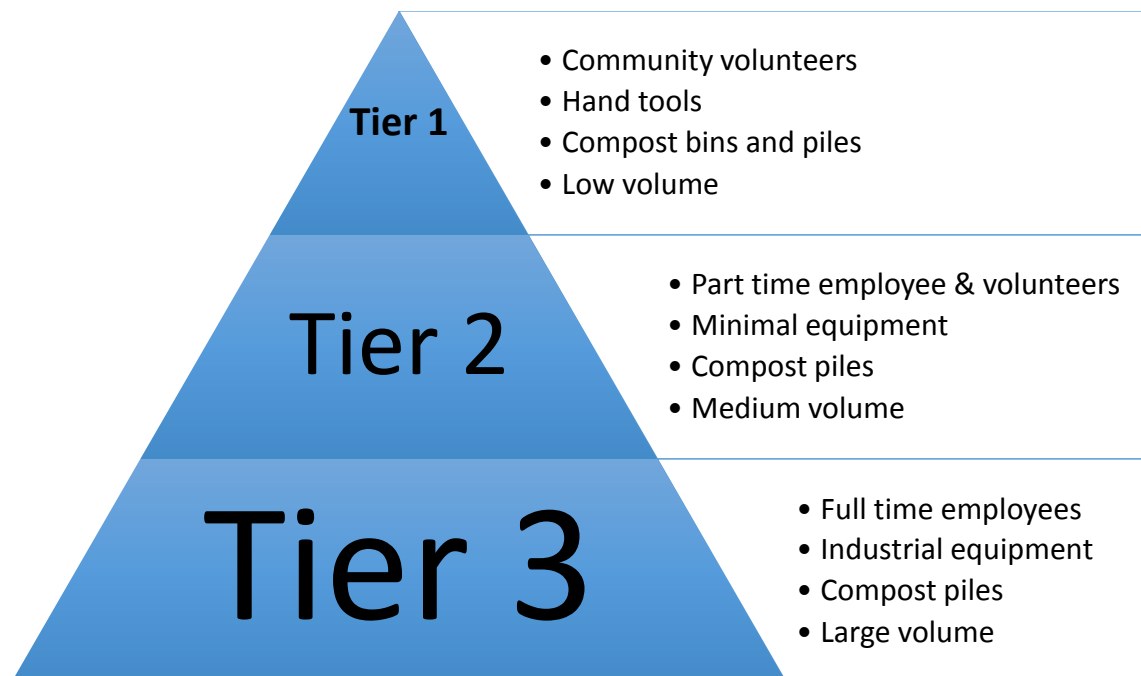 Tier 1
• Community volunteers
• Hand tools
• Compost bins and piles
• Low volume
Tier 2
• Part time employee & volunteers
• Minimal equipment
• Compost piles
• Medium volume
Tier 3
• Full time employees
• Industrial equipment
• Compost piles
• Large volume